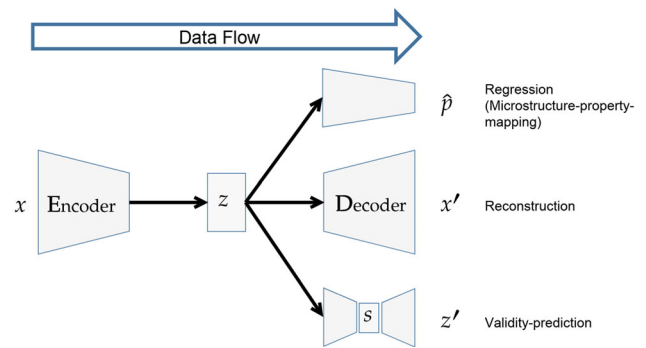 Data Flow
p̂
Regression
(Microstructure-property-
mapping)
x
Encoder
z
Decoder
x′
Reconstruction
s
z′
Validity-prediction